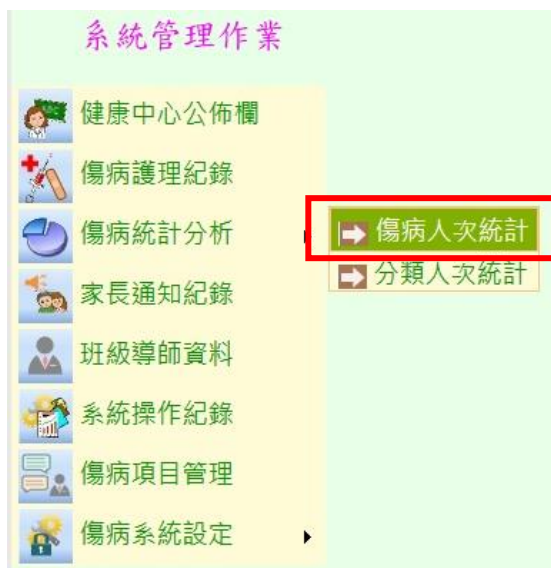 系統管理作業
健康中心公佈欄
傷病護理紀錄
傷病統計分析
傷病人次統計
分類人次統計
家長通知紀錄
班級導師資料
系統操作紀錄
傷病項目管理
傷病系統設定